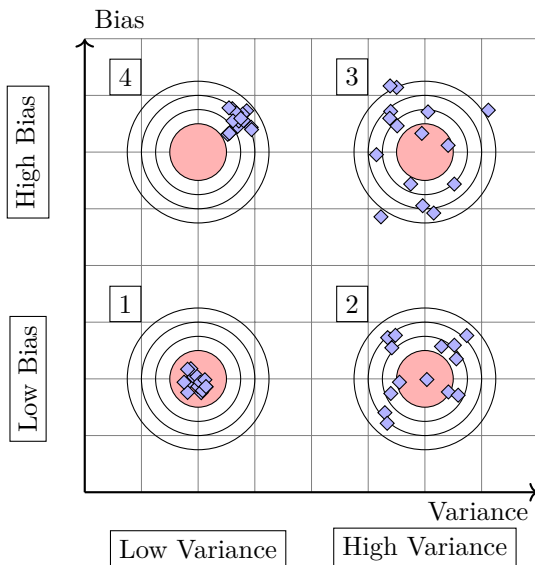 Bias
4
3
High Bias
1
2
Low Bias
Variance
Low Variance
High Variance